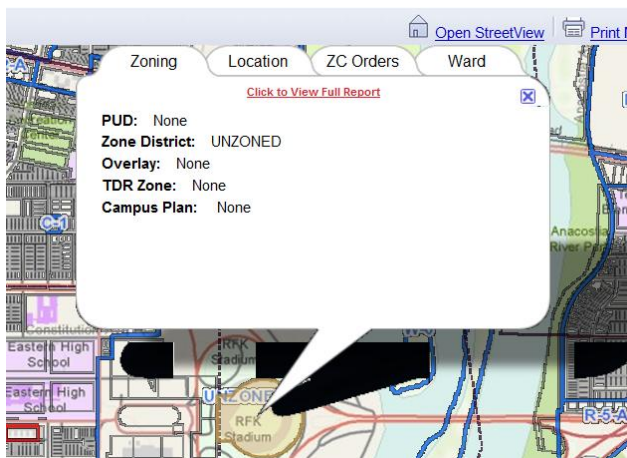 Open StreetView
Print
Zoning
Location
ZC Orders
Ward
Click to View Full Report
PUD: None
Zone District: UNZONED
Overlay: None
TDR Zone: None
Campus Plan: None
C-1
Anacostia
River
Constitution
Eastern High
School
RFK
Stadium
Eastern High
School
UNZONE
RFK
Stadium
R-5-A